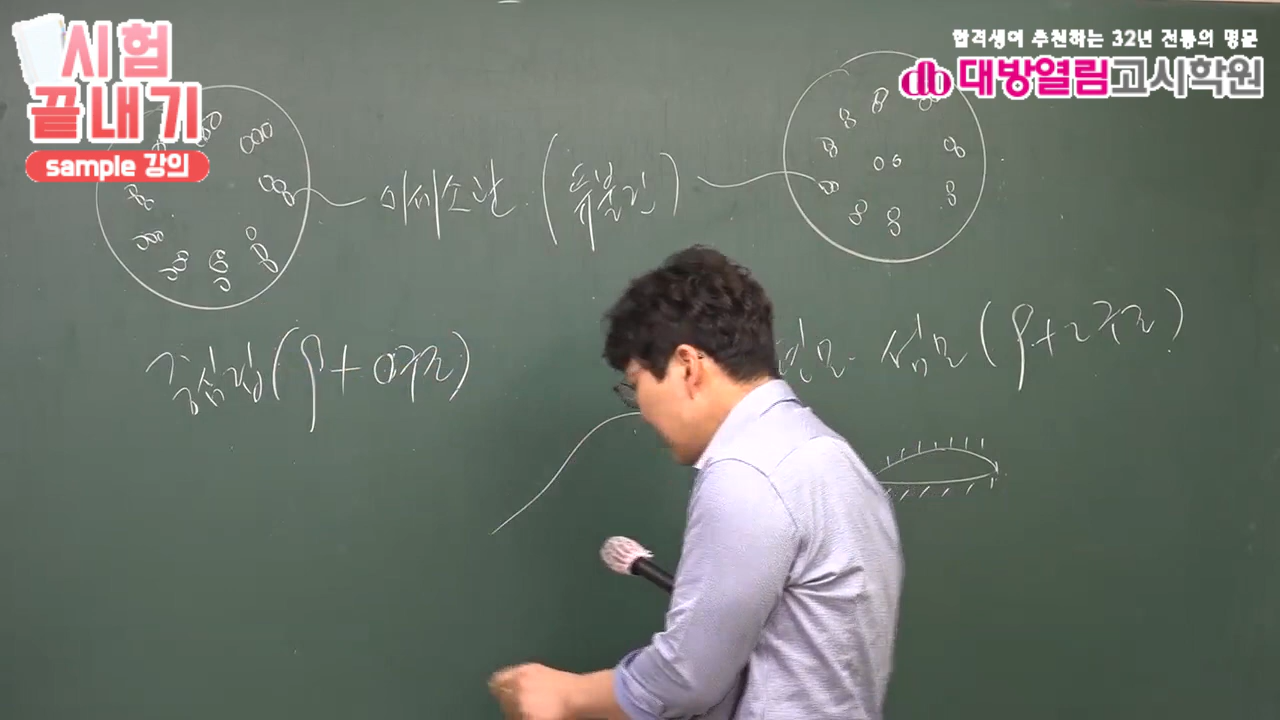 시험
끝내기
sample 강의
합격생이 추천하는 32년 전통의 명문
대방열림고시학원
미세소관 (튜불린)
중심립 (9+0구조)
편모 섬모 (9+2구조)